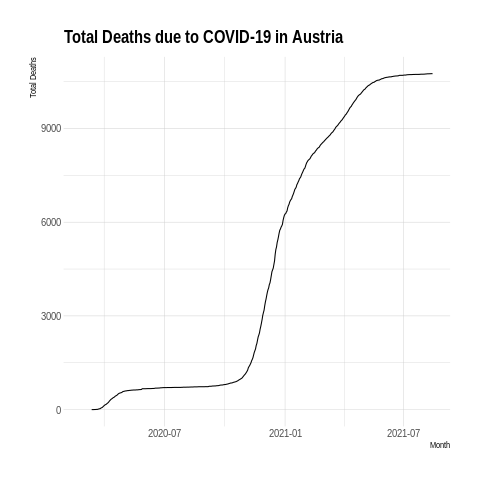 Total Deaths due to COVID-19 in Austria
Total Deaths
9000
6000
3000
0
2020-07
2021-01
2021-07
Month